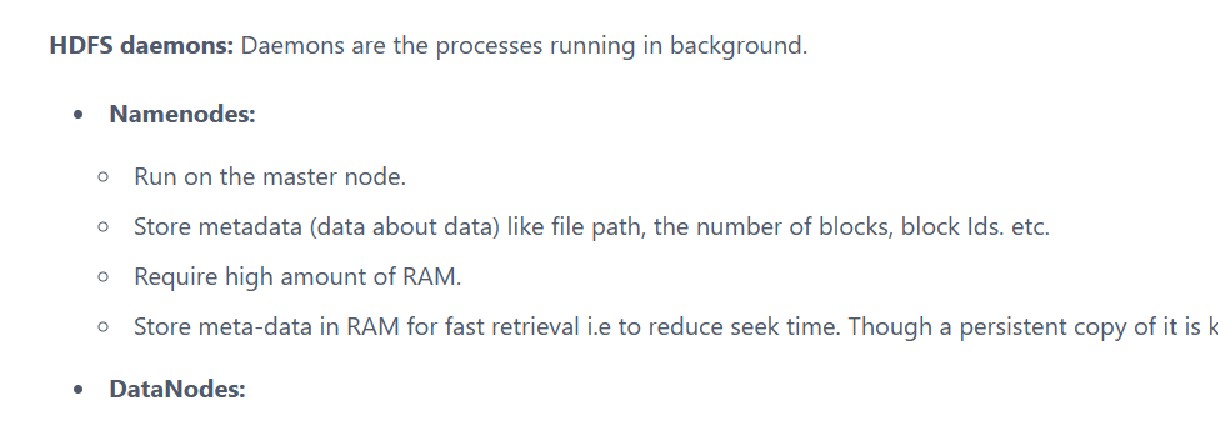 HDFS daemons: Daemons are the processes running in background.
• Namenodes:
○ Run on the master node.
○ Store metadata (data about data) like file path, the number of blocks, block Ids. etc.
○ Require high amount of RAM.
○ Store meta-data in RAM for fast retrieval i.e to reduce seek time. Though a persistent copy of it is
• DataNodes: